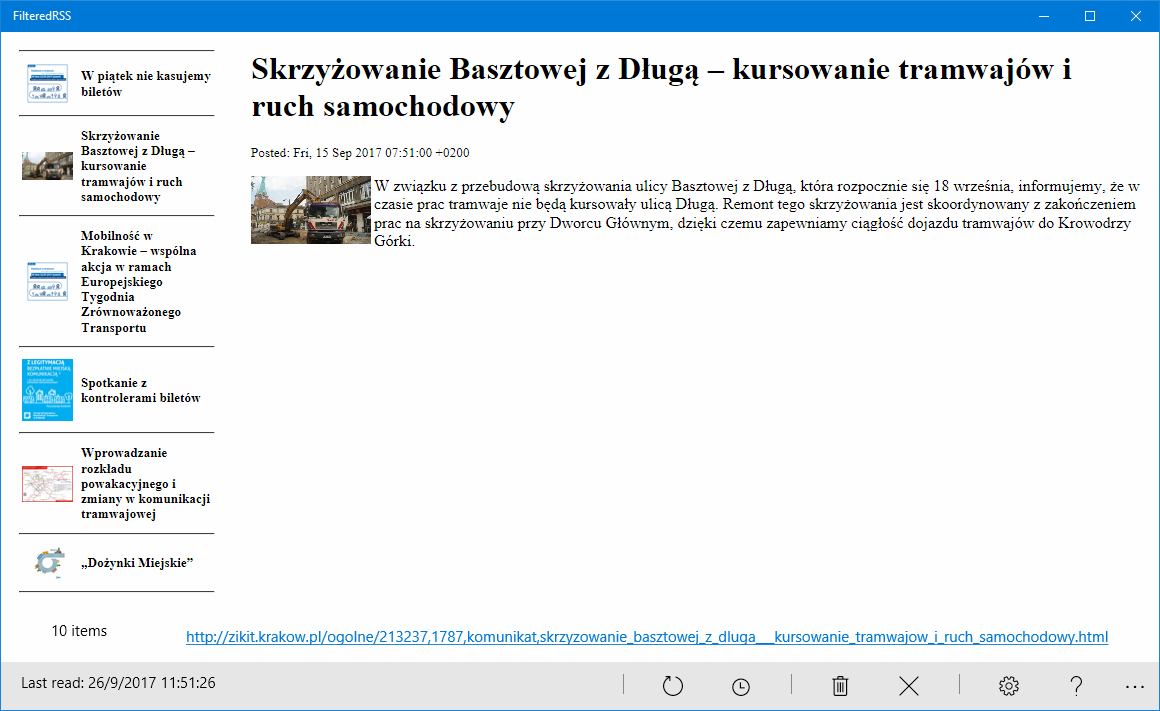 FilteredRSS
W piątek nie kasujemy
biletów
Skrzyżowanie
Basztowej z Długą –
kursowanie
tramwajów i ruch
samochodowy
Mobilność w
Krakowie – wspólna
akcja w ramach
Europejskiego
Tygodnia
Zrównoważonego
Transportu
Z LEGITYMACJĄ
BEZPŁATNIE MIEJSKĄ
KOMUNIKACJĄ
Spotkanie z
kontrolerami biletów
Wprowadzanie
rozkładu
powakacyjnego i
zmiany w komunikacji
tramwajowej
„Dożynki Miejskie”
10 items
Skrzyżowanie Basztowej z Długą – kursowanie tramwajów i
ruch samochodowy
Posted: Fri, 15 Sep 2017 07:51:00 +0200
W związku z przebudową skrzyżowania ulicy Basztowej z Długą, która rozpocznie się 18 września, informujemy, że w
czasie prac tramwaje nie będą kursowały ulicą Długą. Remont tego skrzyżowania jest skoordynowany z zakończeniem
prac na skrzyżowaniu przy Dworcu Głównym, dzięki czemu zapewniamy ciągłość dojazdu tramwajów do Krowodrzy
Górki.
http://zikit.krakow.pl/ogolne/213237,1787,komunikat,skrzyzowanie_basztowej_z_dluga___kursowanie_tramwajow_i_ruch_samochodowy.html
Last read: 26/9/2017 11:51:26